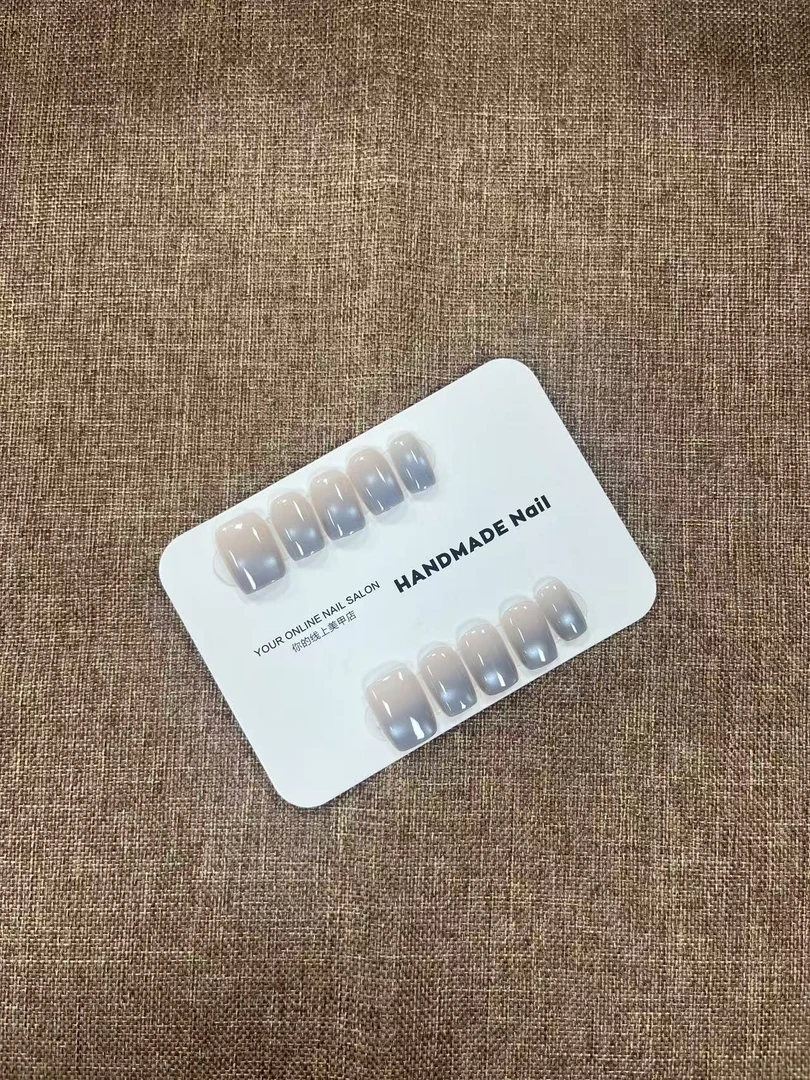 HANDMADE Nail
YOUR ONLINE NAIL SALON
你的线上美甲店